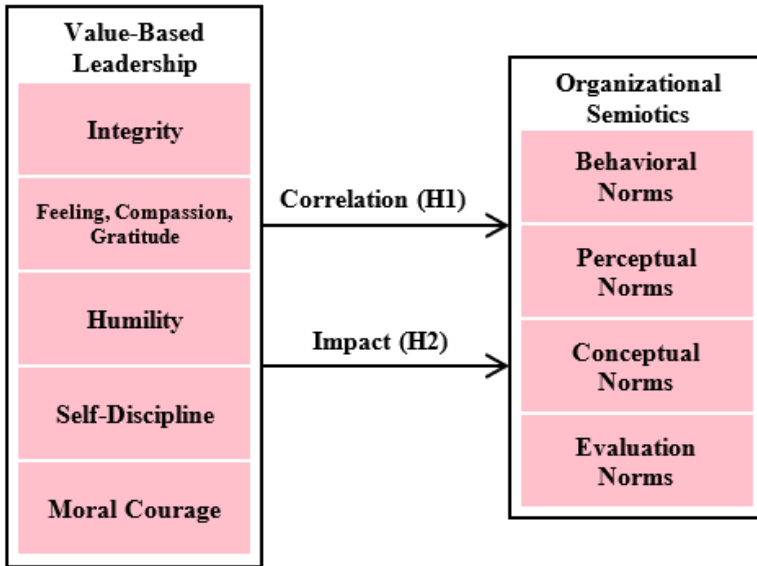 Value-Based
Leadership
Integrity
Feeling, Compassion,
Gratitude
Humility
Self-Discipline
Moral Courage
Correlation (H1)
Impact (H2)
Organizational
Semiotics
Behavioral
Norms
Perceptual
Norms
Conceptual
Norms
Evaluation
Norms